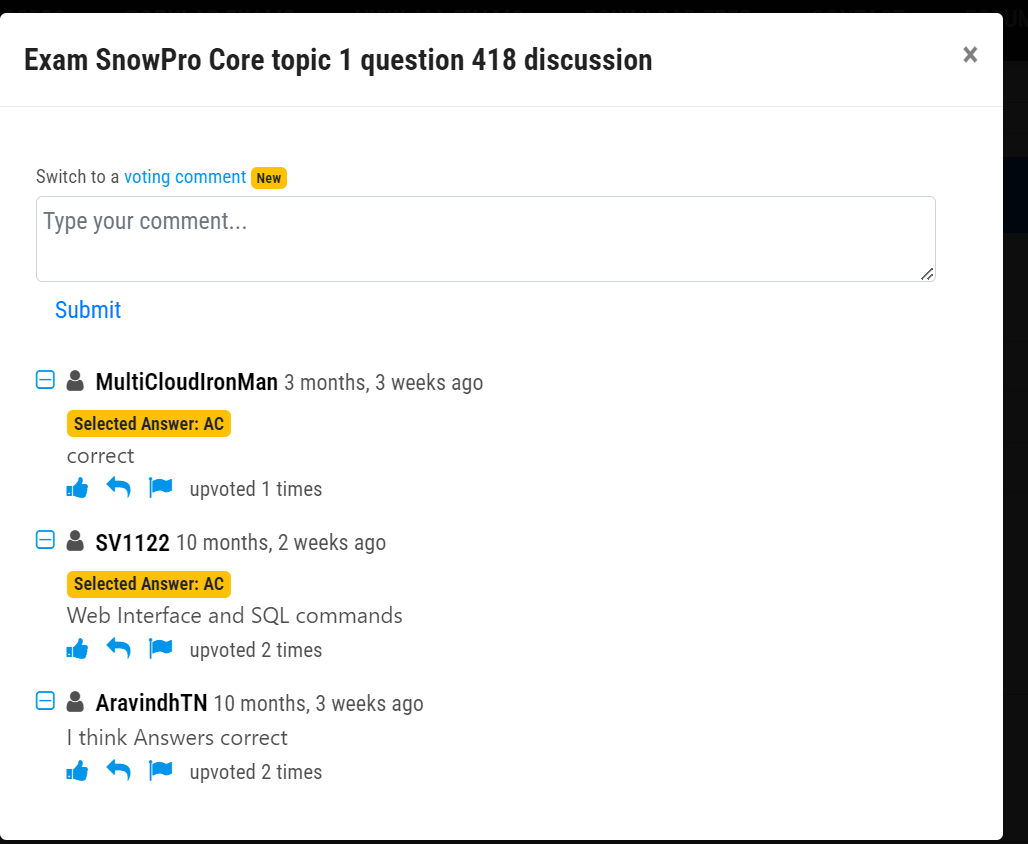 Exam SnowPro Core topic 1 question 418 discussion
×
Switch to a voting comment New
Type your comment...
Submit
MultiCloudIronMan 3 months, 3 weeks ago
Selected Answer: AC
correct
upvoted 1 times
SV1122 10 months, 2 weeks ago
Selected Answer: AC
Web Interface and SQL commands
upvoted 2 times
AravindhTN 10 months, 3 weeks ago
I think Answers correct
upvoted 2 times